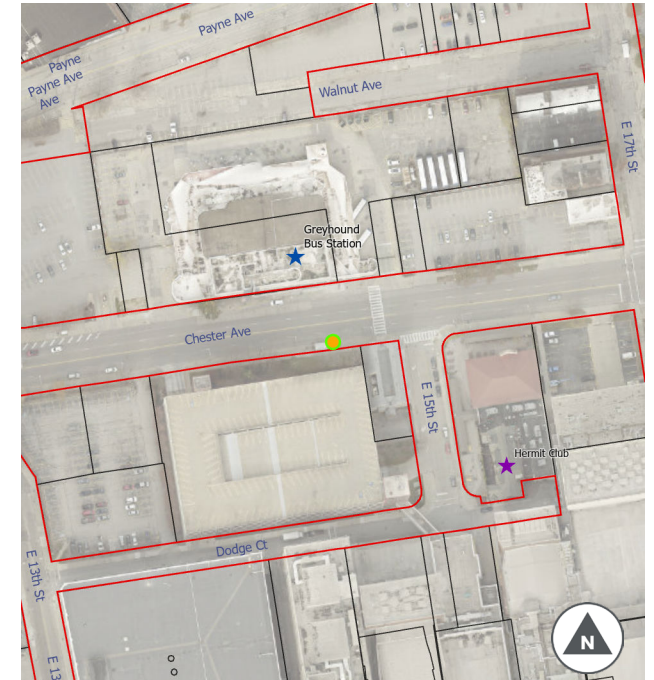 Payne Ave
Payne
Payne Ave
Ave
Walnut Ave
E 17th St
Greyhound
Bus Station
Chester Ave
E 15th St
Hermit Club
Dodge Ct
E 13th St
E 13
N